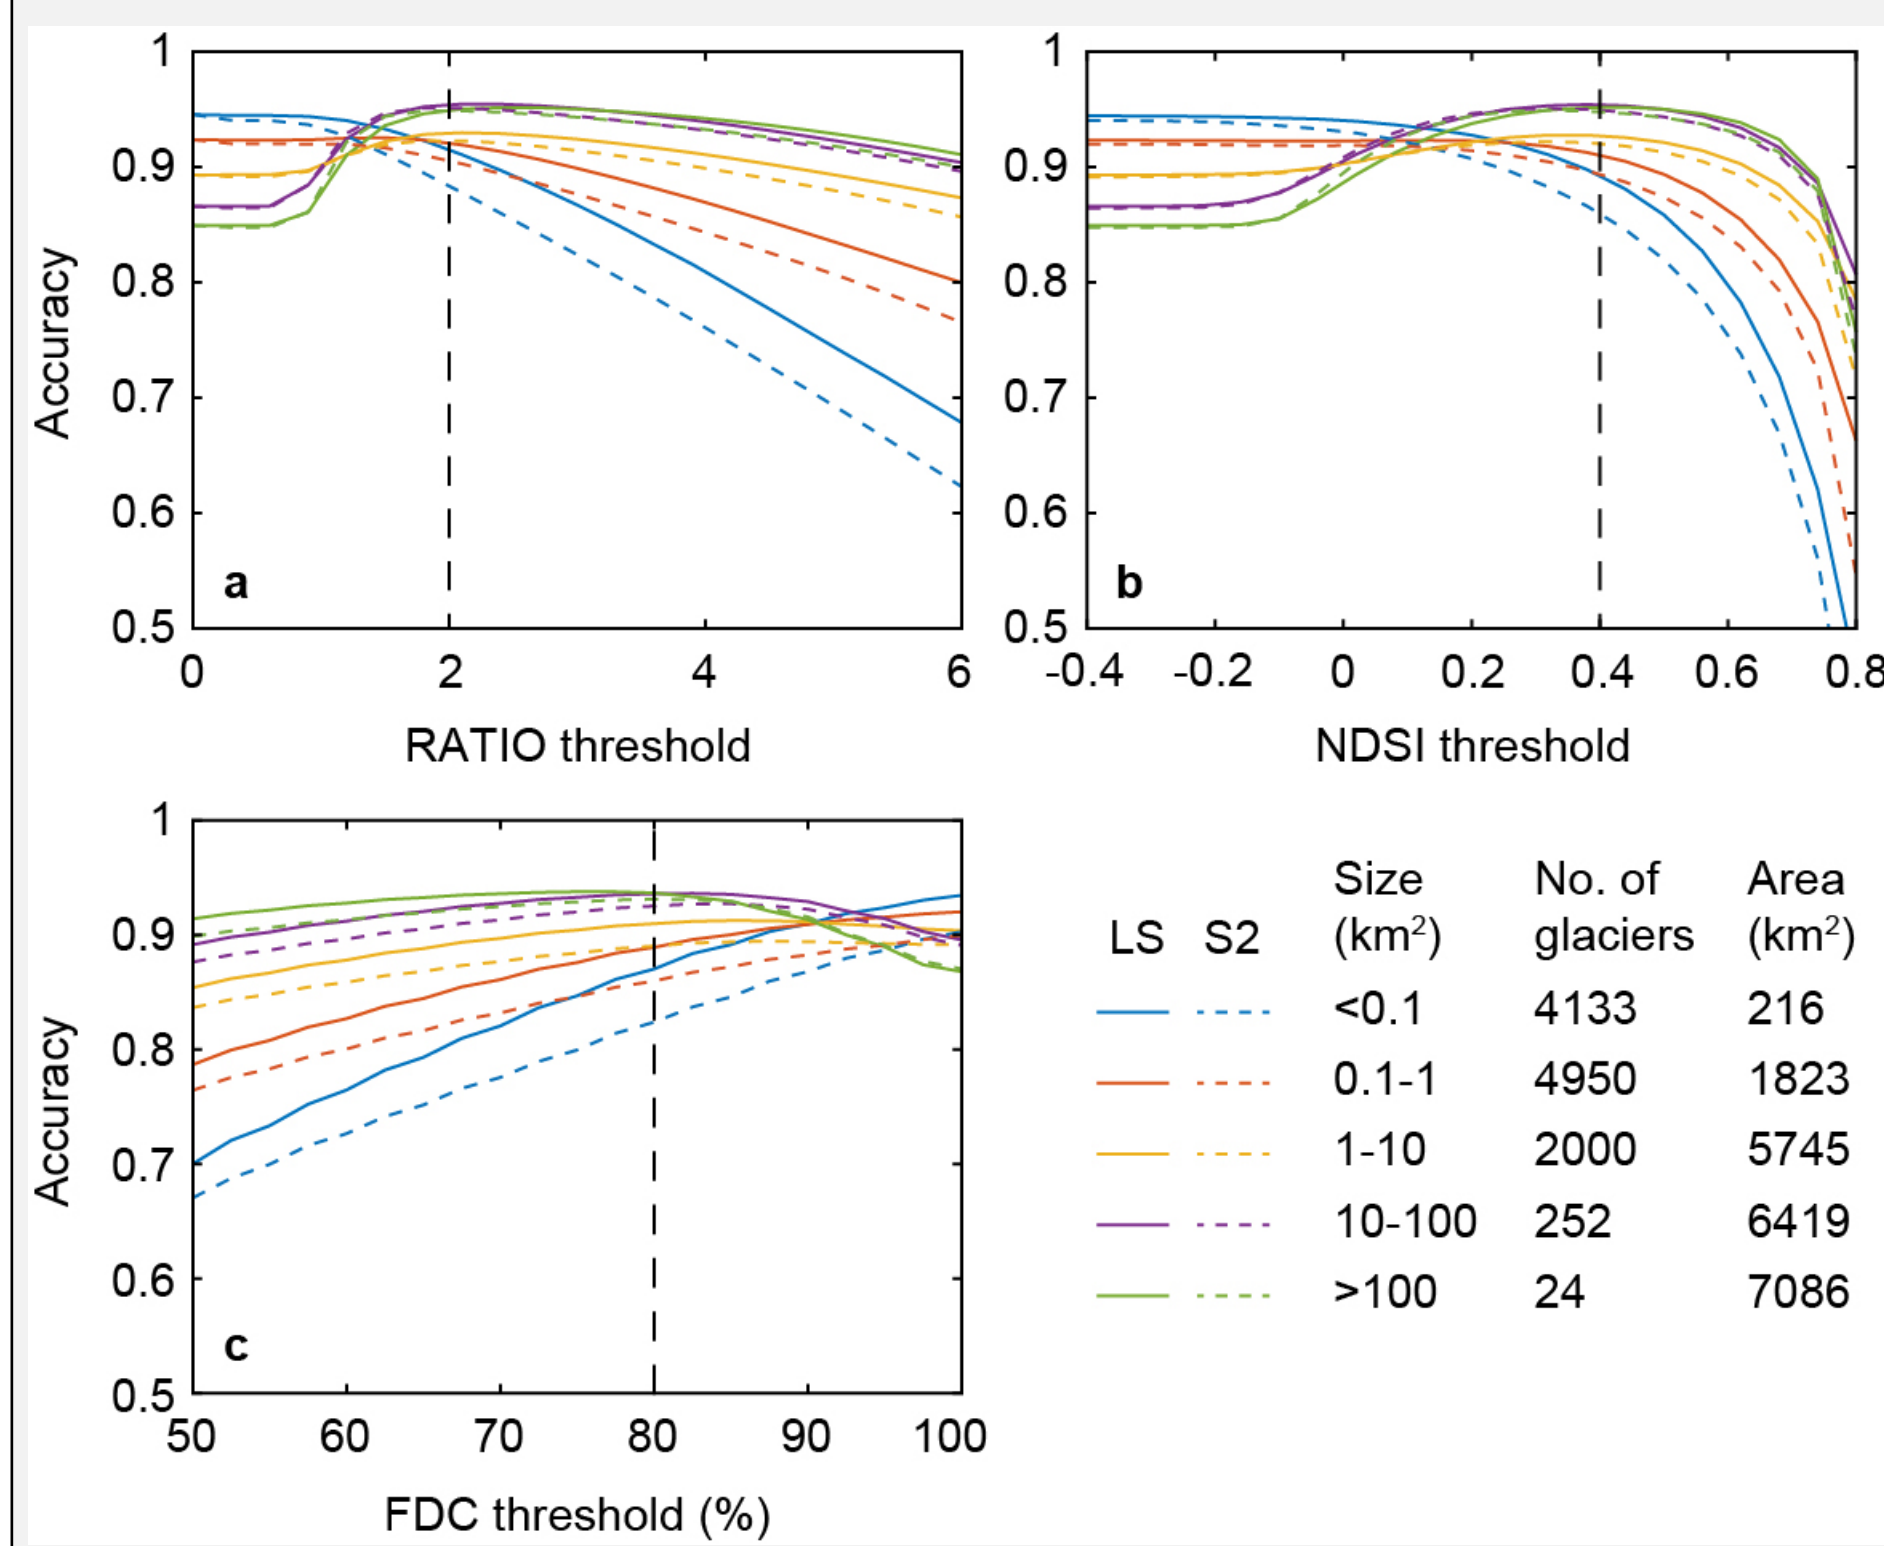 1
0.9
0.8
0.7
0.6
0.5
Accuracy
a
0 2 4 6
RATIO threshold
1
0.9
0.8
0.7
0.6
0.5
b
-0.4 -0.2 0 0.2 0.4 0.6 0.8
NDSI threshold
1
0.9
0.8
0.7
0.6
0.5
Accuracy
c
50 60 70 80 90 100
FDC threshold (%)
Size No. of Area
LS S2 (km²) glaciers (km²)
<0.1 4133 216
0.1-1 4950 1823
1-10 2000 5745
10-100 252 6419
>100 24 7086